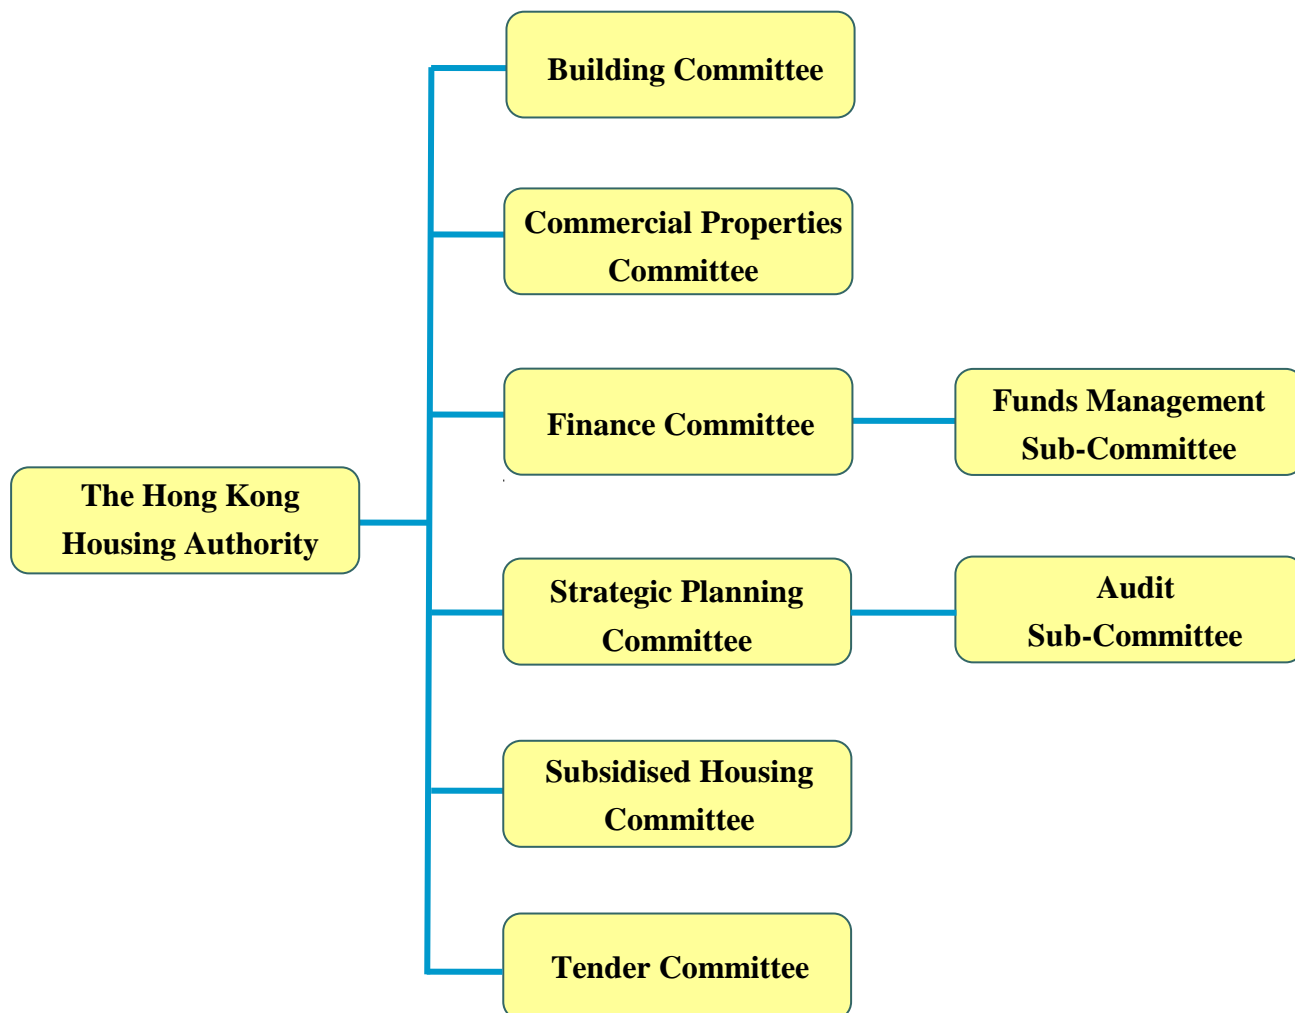 Building Committee
Commercial Properties
Committee
Finance Committee
Funds Management
Sub-Committee
The Hong Kong
Housing Authority
Strategic Planning
Committee
Audit
Sub-Committee
Subsidised Housing
Committee
Tender Committee